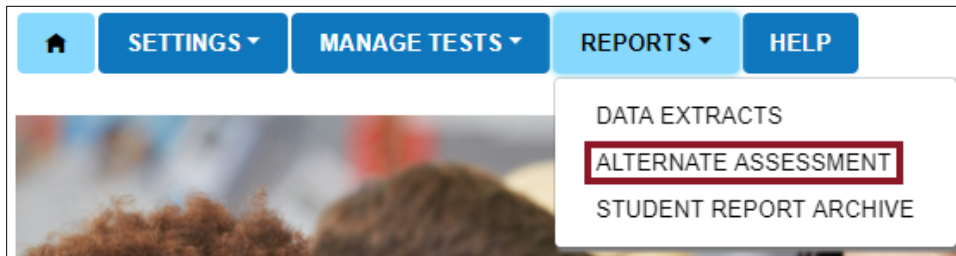 SETTINGS MANAGE TESTS REPORTS HELP
DATA EXTRACTS
ALTERNATE ASSESSMENT
STUDENT REPORT ARCHIVE